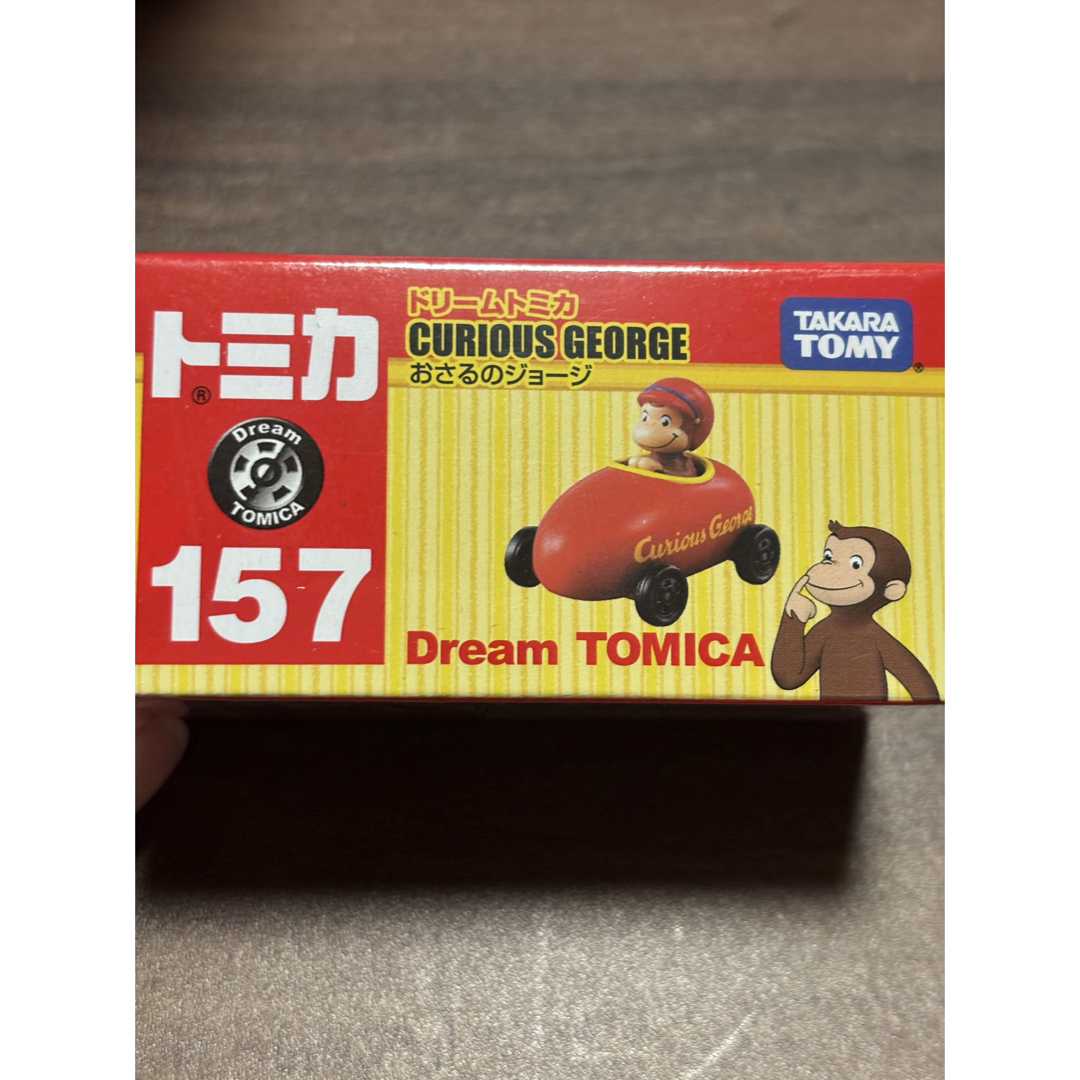 トミカ
®
Dream
TOMICA
157
ドリームトミカ
CURIOUS GEORGE
おさるのジョージ
TAKARA
TOMY
®
Curious George
Dream TOMICA